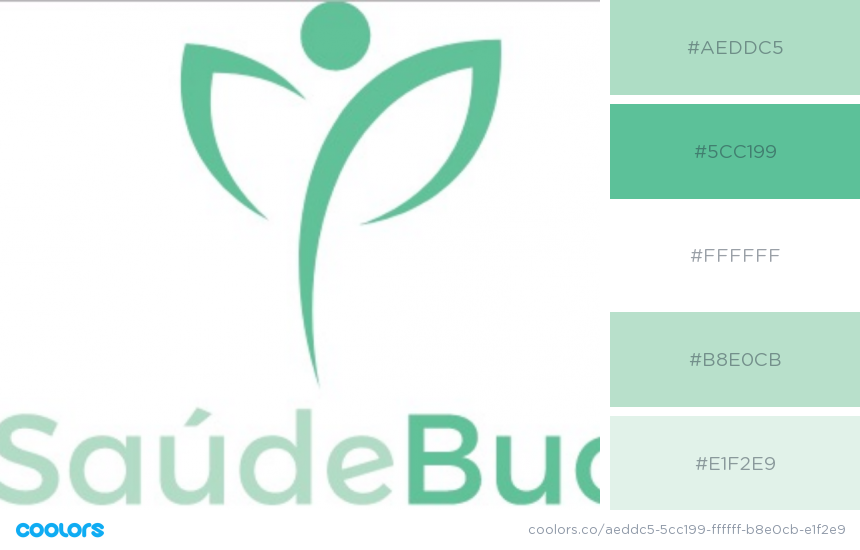 SaúdeBu
#AEDDC5
#5CC199
#FFFFFF
#B8E0CB
#E1F2E9
coolors
coolors.co/aeddc5-5cc199-ffffff-b8e0cb-e1f2e9